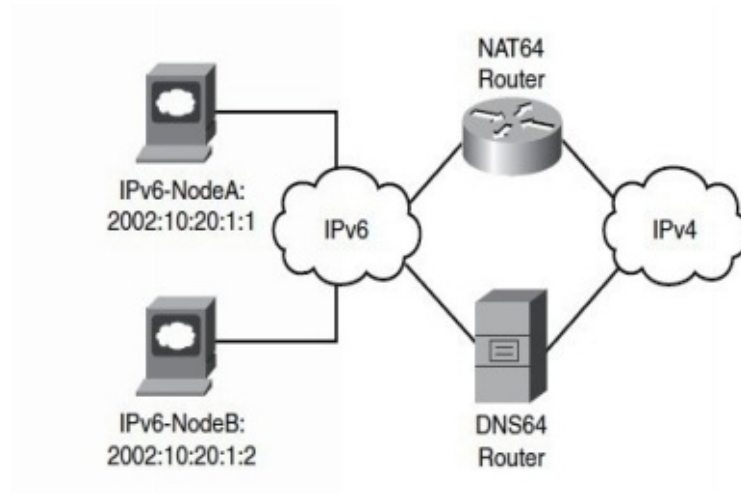 NAT64
Router
IPv6-NodeA:
2002:10:20:1:1
IPv6
IPv4
IPv6-NodeB:
2002:10:20:1:2
DNS64
Router